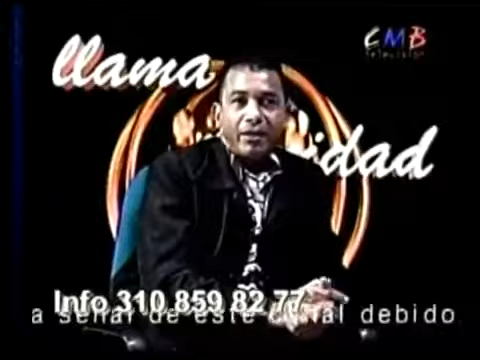 CMB
televisión
llama
idad
Info 310 859 82 77
a señal de este canal debido